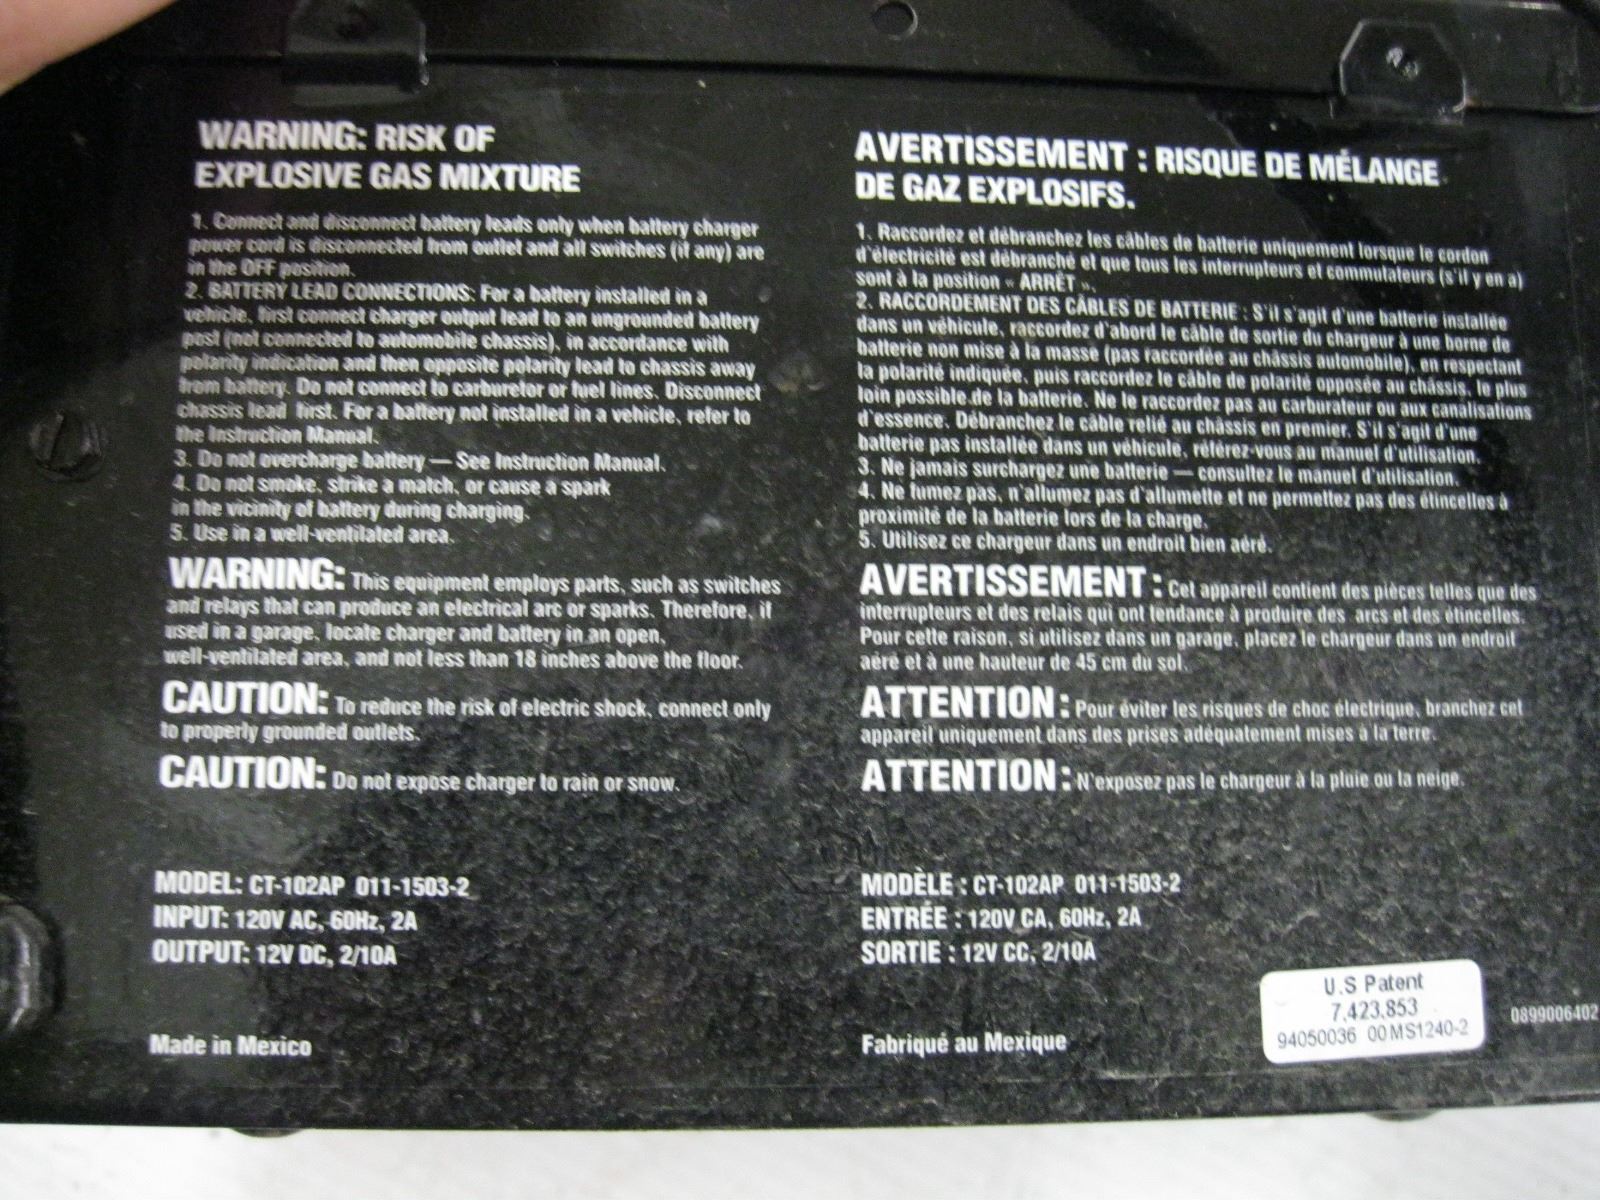 WARNING: RISK OF
EXPLOSIVE GAS MIXTURE
1. Connect and disconnect battery leads only when battery charger
power cord is disconnected from outlet and all switches (if any) are
in the OFF position.
2. BATTERY LEAD CONNECTIONS: For a battery installed in a
vehicle, first connect charger output lead to an ungrounded battery
post (not connected to automobile chassis), in accordance with
polarity indication and then opposite polarity lead to chassis away
from battery. Do not connect to carburetor or fuel lines. Disconnect
chassis lead first. For a battery not installed in a vehicle, refer to
the Instruction Manual.
3. Do not overcharge battery — See Instruction Manual.
4. Do not smoke, strike a match, or cause a spark
in the vicinity of battery during charging.
5. Use in a well-ventilated area.
WARNING: This equipment employs parts, such as switches
and relays that can produce an electrical arc or sparks. Therefore, if
used in a garage, locate charger and battery in an open,
well-ventilated area, and not less than 18 inches above the floor.
CAUTION: To reduce the risk of electric shock, connect only
to properly grounded outlets.
CAUTION: Do not expose charger to rain or snow.
MODEL: CT-102AP 011-1503-2
INPUT: 120V AC, 60Hz, 2A
OUTPUT: 12V DC, 2/10A
Made in Mexico
AVERTISSEMENT : RISQUE DE MÉLANGE
DE GAZ EXPLOSIFS.
1. Raccordez et débranchez les câbles de batterie uniquement lorsque le cordon
d'électricité est débranché et que tous les interrupteurs et commutateurs (s'il y en a)
sont à la position « ARRÊT ».
2. RACCORDEMENT DES CÂBLES DE BATTERIE : S'il s'agit d'une batterie installée
dans un véhicule, raccordez d'abord le câble de sortie du chargeur à une borne de
batterie non mise à la masse (pas raccordée au châssis automobile), en respectant
la polarité indiquée, puis raccordez le câble de polarité opposée au châssis, le plus
loin possible de la batterie. Ne le raccordez pas au carburateur ou aux canalisations
d'essence. Débranchez le câble relié au châssis en premier. S'il s'agit d'une
batterie pas installée dans un véhicule, référez-vous au manuel d'utilisation.
3. Ne jamais surchargez une batterie — consultez le manuel d'utilisation.
4. Ne fumez pas, n'allumez pas d'allumette et ne permettez pas des étincelles à
proximité de la batterie lors de la charge.
5. Utilisez ce chargeur dans un endroit bien aéré.
AVERTISSEMENT : Cet appareil contient des pièces telles que des
interrupteurs et des relais qui ont tendance à produire des arcs et des étincelles.
Pour cette raison, si utilisez dans un garage, placez le chargeur dans un endroit
aéré et à une hauteur de 45 cm du sol.
ATTENTION : Pour éviter les risques de choc électrique, branchez cet
appareil uniquement dans des prises adéquatement mises à la terre.
ATTENTION : N'exposez pas le chargeur à la pluie ou la neige.
MODÈLE : CT-102AP 011-1503-2
ENTRÉE : 120V CA, 60Hz, 2A
SORTIE : 12V CC, 2/10A
Fabriqué au Mexique
U.S Patent
7,423,853
94050036 00MS1240-2
0899006402